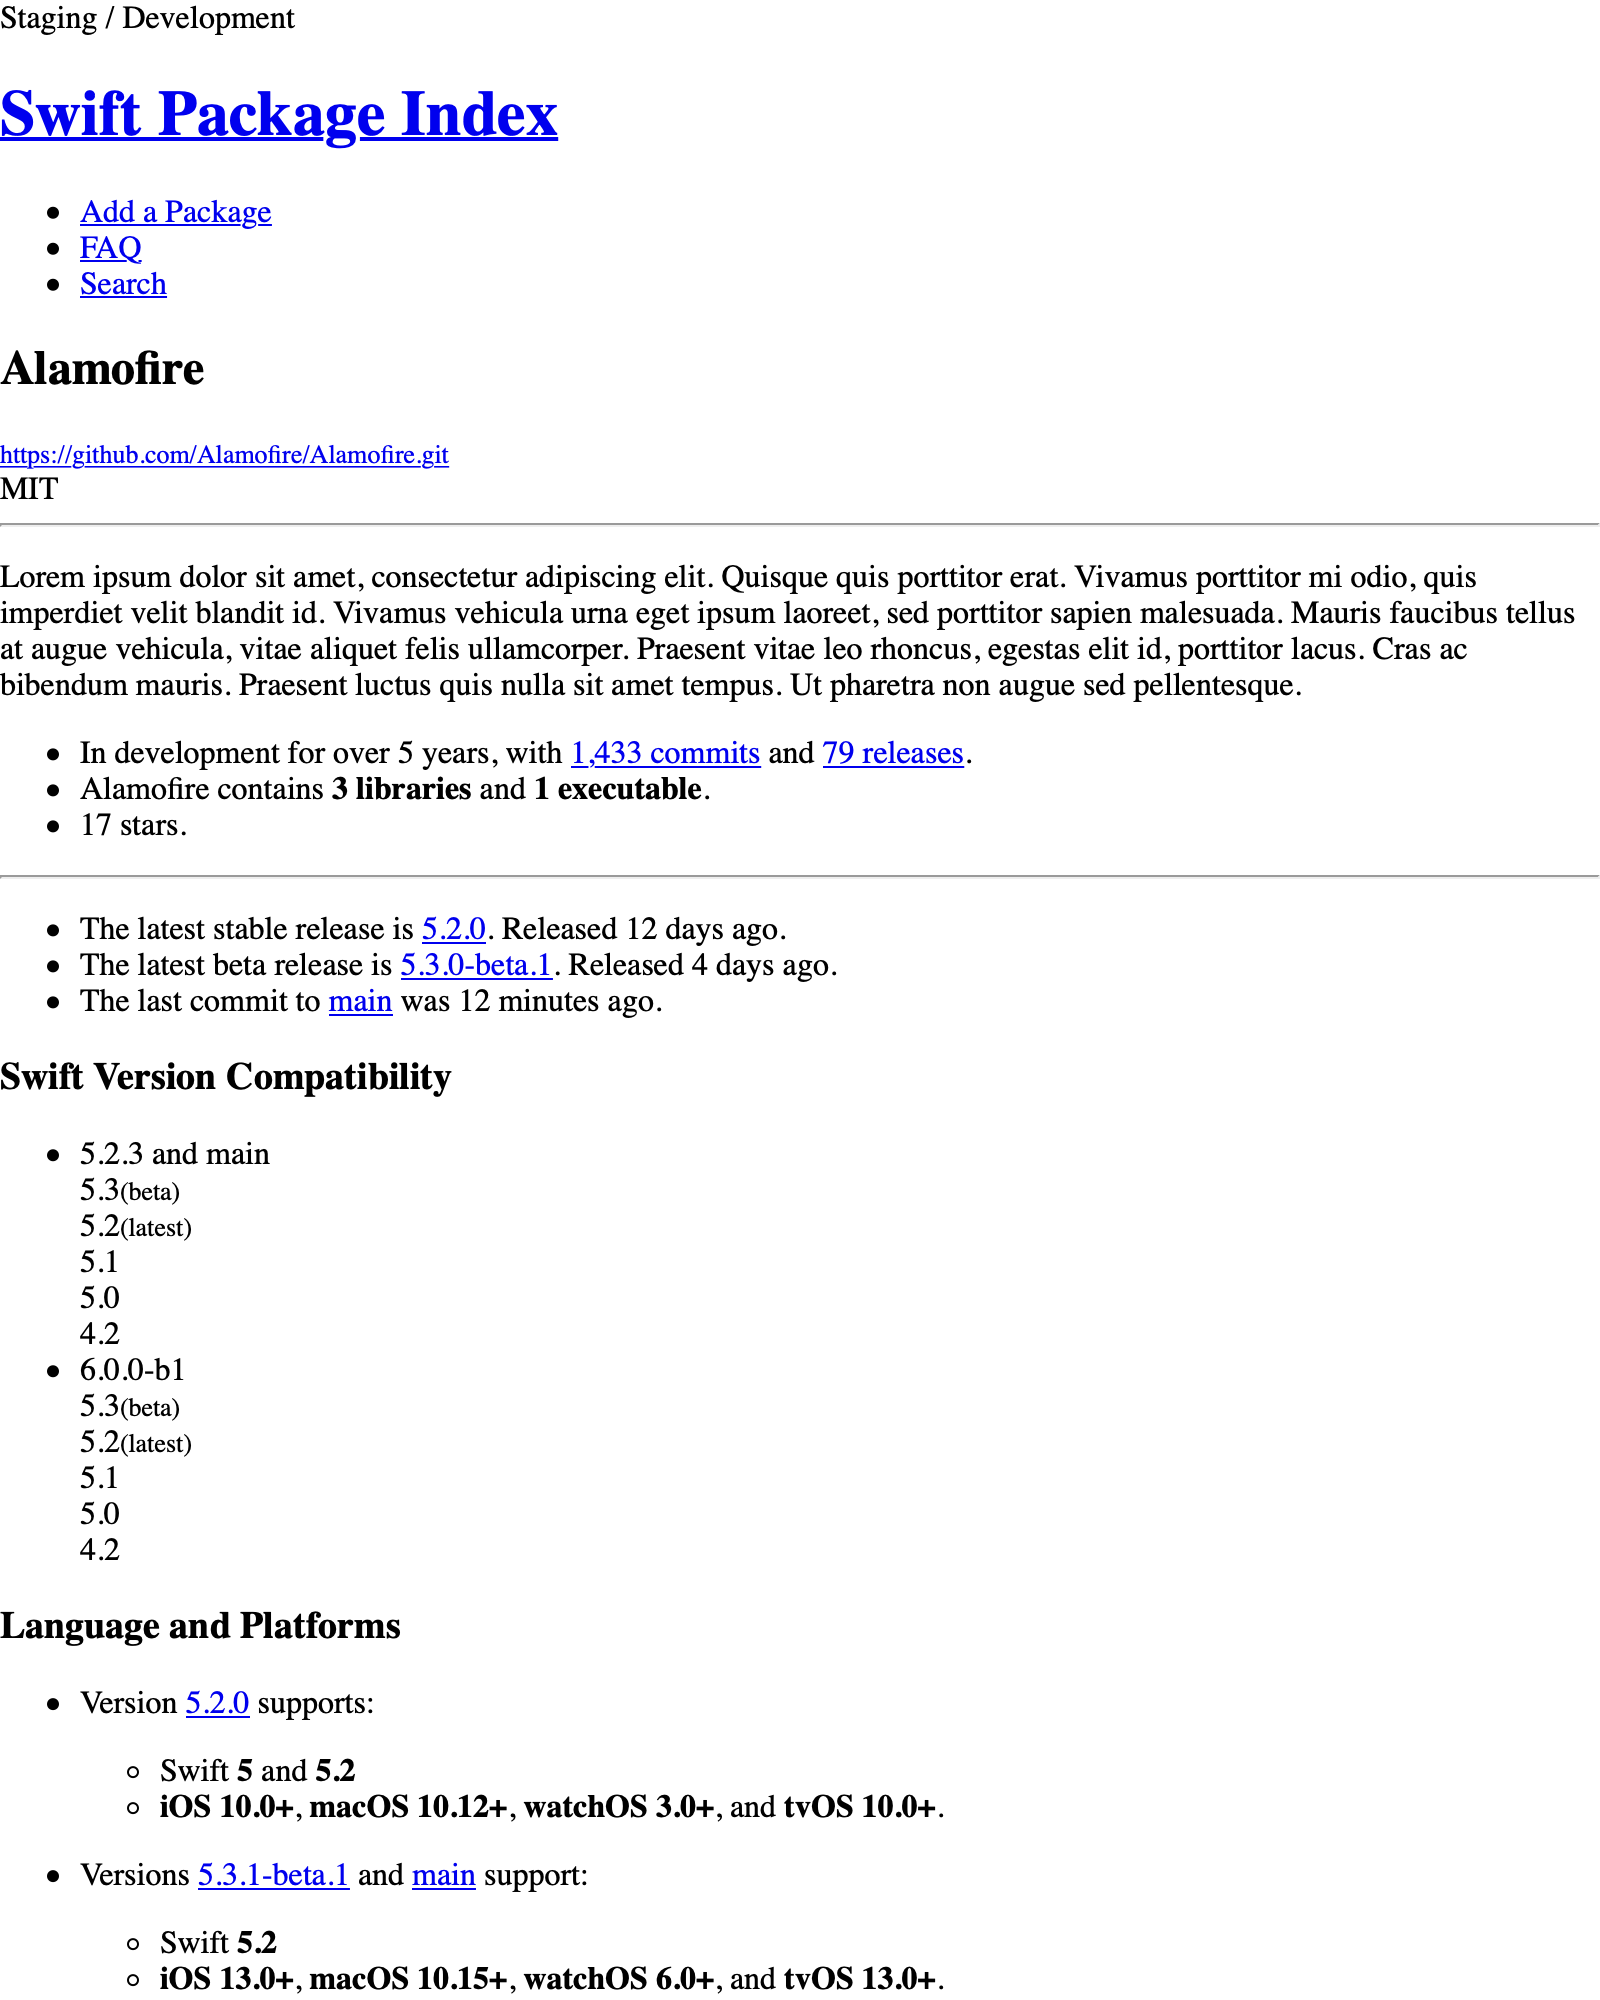 Staging / Development
Swift Package Index
Add a Package
FAQ
Search
Alamofire
https://github.com/Alamofire/Alamofire.git
MIT
Lorem ipsum dolor sit amet, consectetur adipiscing elit. Quisque quis porttitor erat. Vivamus porttitor mi odio, quis
imperdiet velit blandit id. Vivamus vehicula urna eget ipsum laoreet, sed porttitor sapien malesuada. Mauris faucibus tellus
at augue vehicula, vitae aliquet felis ullamcorper. Praesent vitae leo rhoncus, egestas elit id, porttitor lacus. Cras ac
bibendum mauris. Praesent luctus quis nulla sit amet tempus. Ut pharetra non augue sed pellentesque.
In development for over 5 years, with 1,433 commits and 79 releases.
Alamofire contains 3 libraries and 1 executable.
17 stars.
The latest stable release is 5.2.0. Released 12 days ago.
The latest beta release is 5.3.0-beta.1. Released 4 days ago.
The last commit to main was 12 minutes ago.
Swift Version Compatibility
5.2.3 and main
5.3(beta)
5.2(latest)
5.1
5.0
4.2
6.0.0-b1
5.3(beta)
5.2(latest)
5.1
5.0
4.2
Language and Platforms
Version 5.2.0 supports:
Swift 5 and 5.2
iOS 10.0+, macOS 10.12+, watchOS 3.0+, and tvOS 10.0+.
Versions 5.3.1-beta.1 and main support:
Swift 5.2
iOS 13.0+, macOS 10.15+, watchOS 6.0+, and tvOS 13.0+.